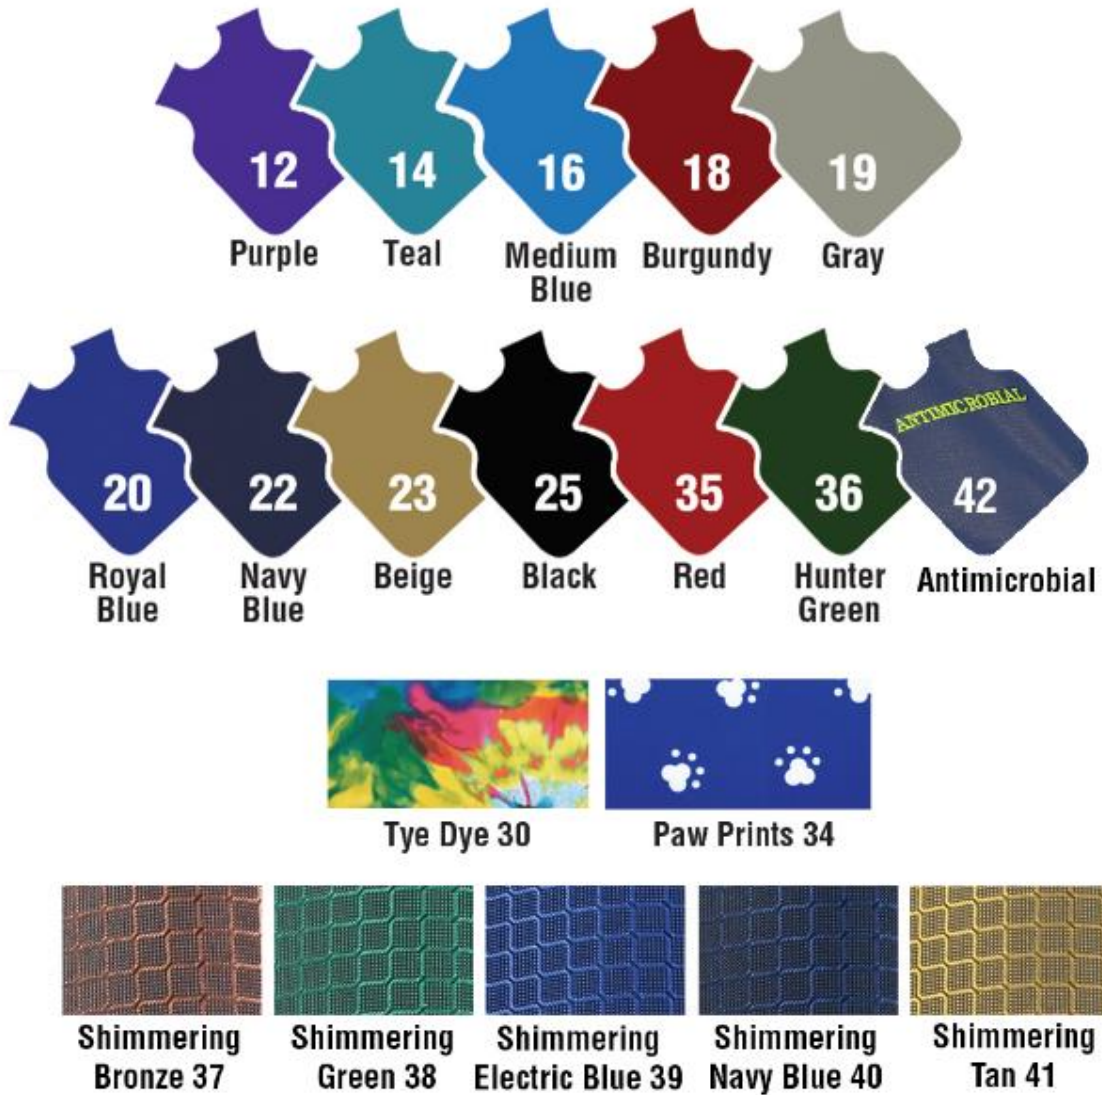 12
14
16
18
19
Purple
Teal
Medium
Blue
Burgundy
Gray
ANTIMICROBIAL
20
22
23
25
35
36
42
Royal
Blue
Navy
Blue
Beige
Black
Red
Hunter
Green
Antimicrobial
Tye Dye 30
Paw Prints 34
Shimmering
Bronze 37
Shimmering
Green 38
Shimmering
Electric Blue 39
Shimmering
Navy Blue 40
Shimmering
Tan 41